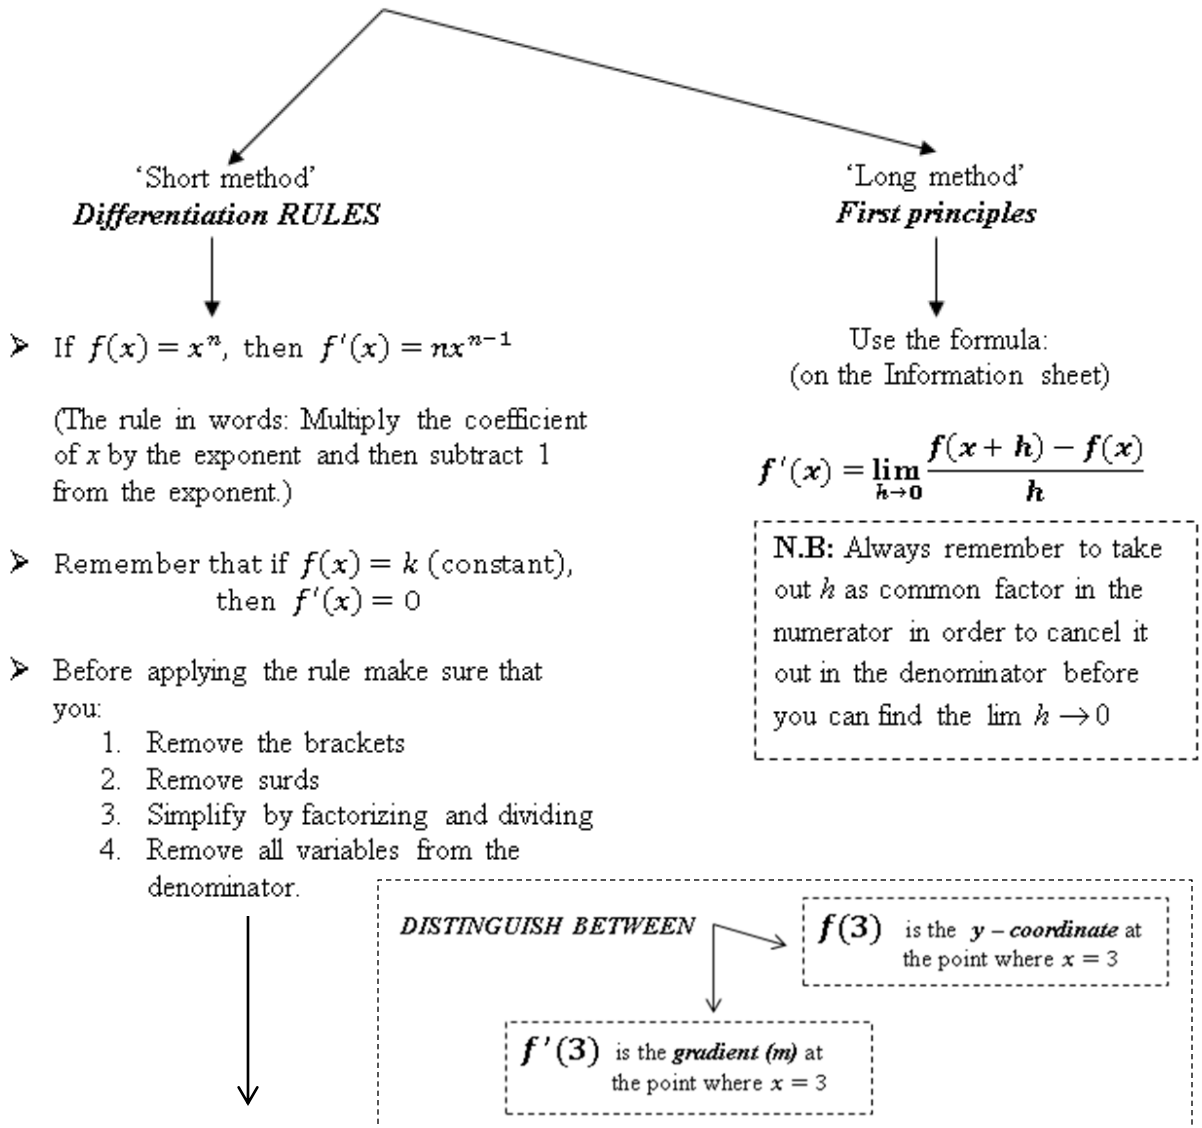 ‘Short method’
Differentiation RULES
➢ If f(x) = xⁿ, then f′(x) = nxⁿ⁻¹
(The rule in words: Multiply the coefficient
of x by the exponent and then subtract 1
from the exponent.)
➢ Remember that if f(x) = k (constant),
then f′(x) = 0
➢ Before applying the rule make sure that
you:
1. Remove the brackets
2. Remove surds
3. Simplify by factorizing and dividing
4. Remove all variables from the
denominator.
‘Long method’
First principles
Use the formula:
(on the Information sheet)
f′(x) = lim h→0 (f(x + h) − f(x)) / h
N.B: Always remember to take
out h as common factor in the
numerator in order to cancel it
out in the denominator before
you can find the lim h → 0
DISTINGUISH BETWEEN
f(3) is the y – coordinate at
the point where x = 3
f′(3) is the gradient (m) at
the point where x = 3